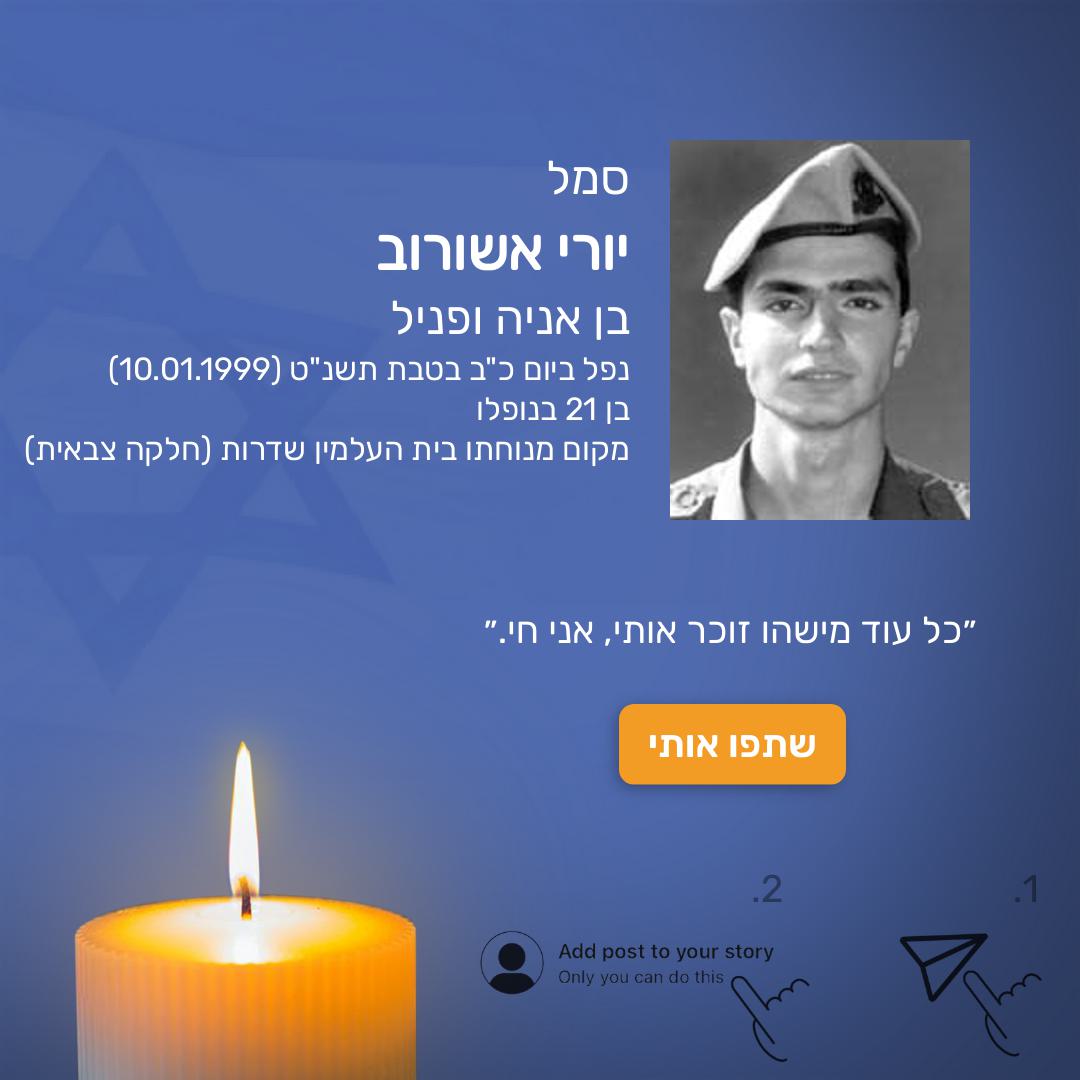 סמל
יורי אשורוב
בן אניה ופניל
נפל ביום כ"ב בטבת תשנ"ט (10.01.1999)
בן 21 בנופלו
מקום מנוחתו בית העלמין שדרות (חלקה צבאית)
״כל עוד מישהו זוכר אותי, אני חי.״
שתפו אותי
1.
2.
Add post to your story
Only you can do this